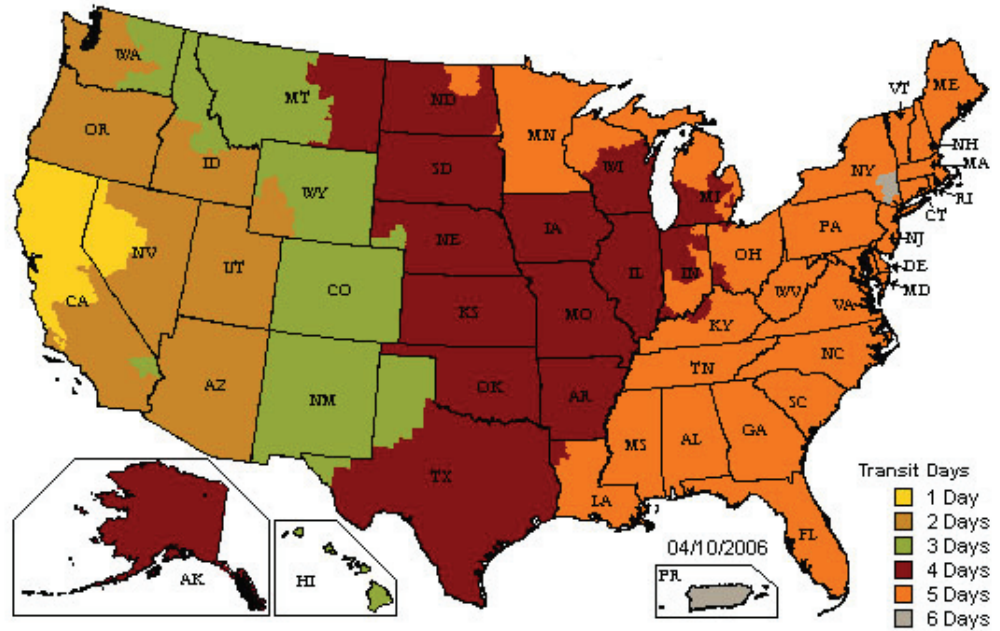 WA
MT
ND
MN
VT
ME
OR
ID
WY
SD
WI
MI
NY
NH
MA
RI
CT
NV
UT
CO
NE
IA
IL
IN
OH
PA
NJ
DE
MD
CA
KS
MO
KY
WV
VA
AZ
NM
OK
AR
TN
NC
SC
TX
LA
MS
AL
GA
FL
AK
HI
PR
04/10/2006
Transit Days
1 Day
2 Days
3 Days
4 Days
5 Days
6 Days